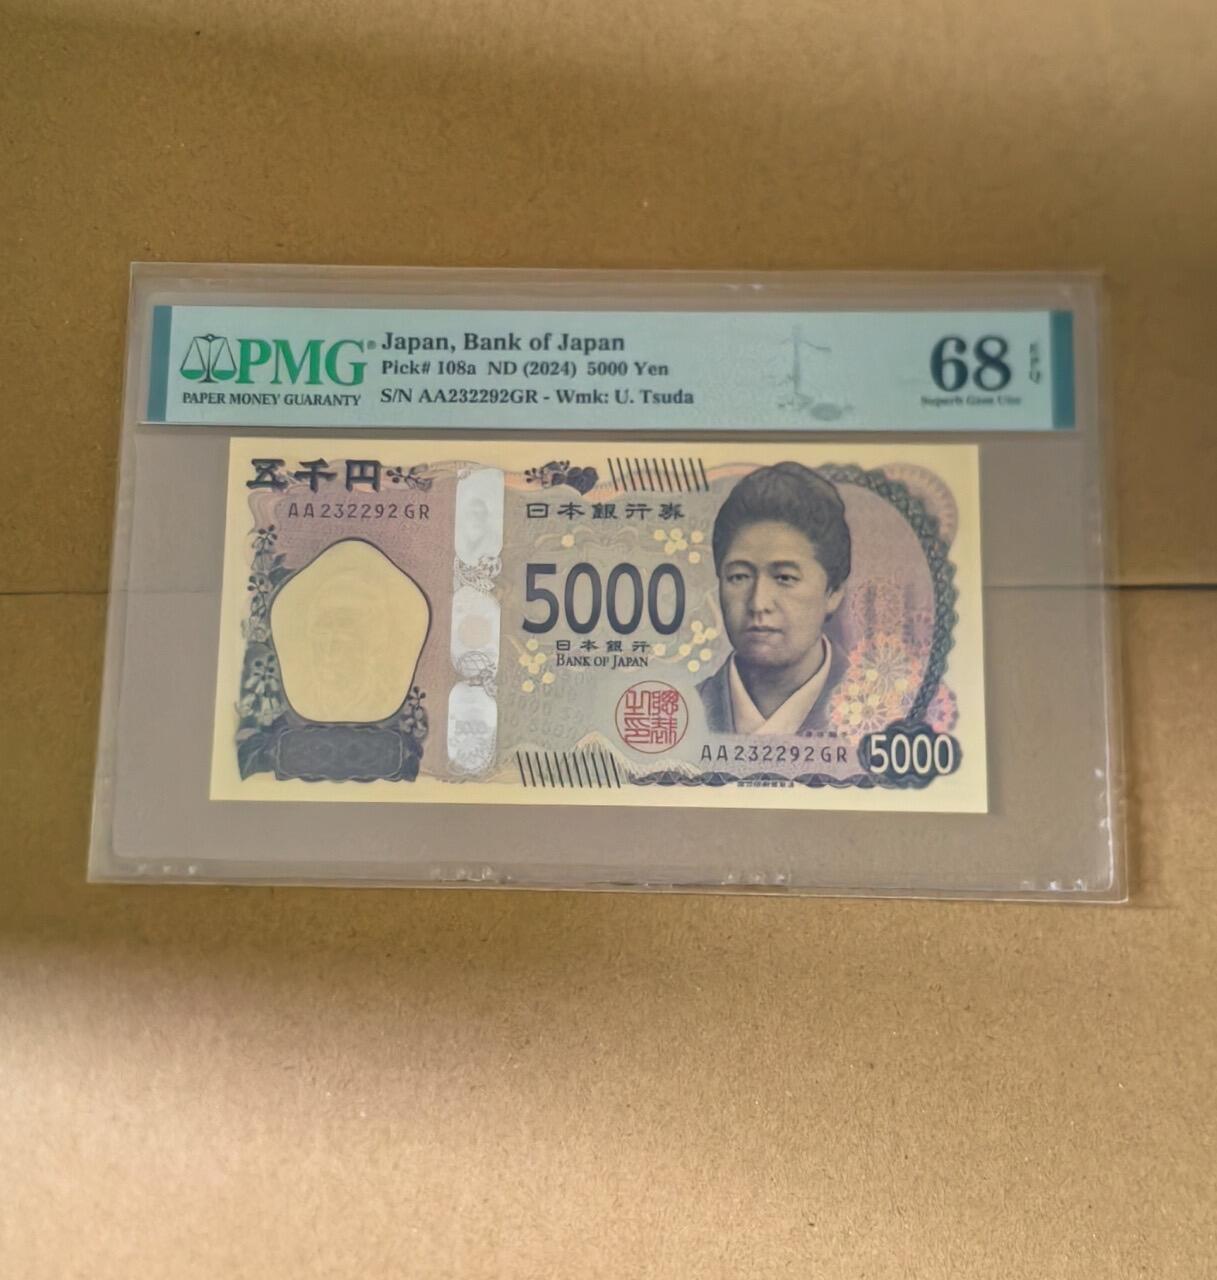 PMG®
PAPER MONEY GUARANTY
Japan, Bank of Japan
Pick# 108a ND (2024) 5000 Yen
S/N AA232292GR - Wmk: U. Tsuda
68
EPQ
Superb Gem Unc
五千円
AA232292GR
日本銀行券
5000
日本銀行
BANK OF JAPAN
AA232292GR
5000